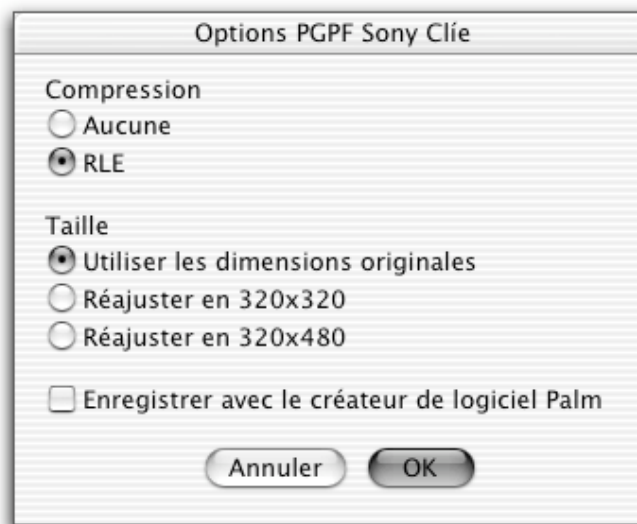 Options PGPF Sony Clíe
Compression
Aucune
RLE
Taille
Utiliser les dimensions originales
Réajuster en 320x320
Réajuster en 320x480
Enregistrer avec le créateur de logiciel Palm
Annuler OK